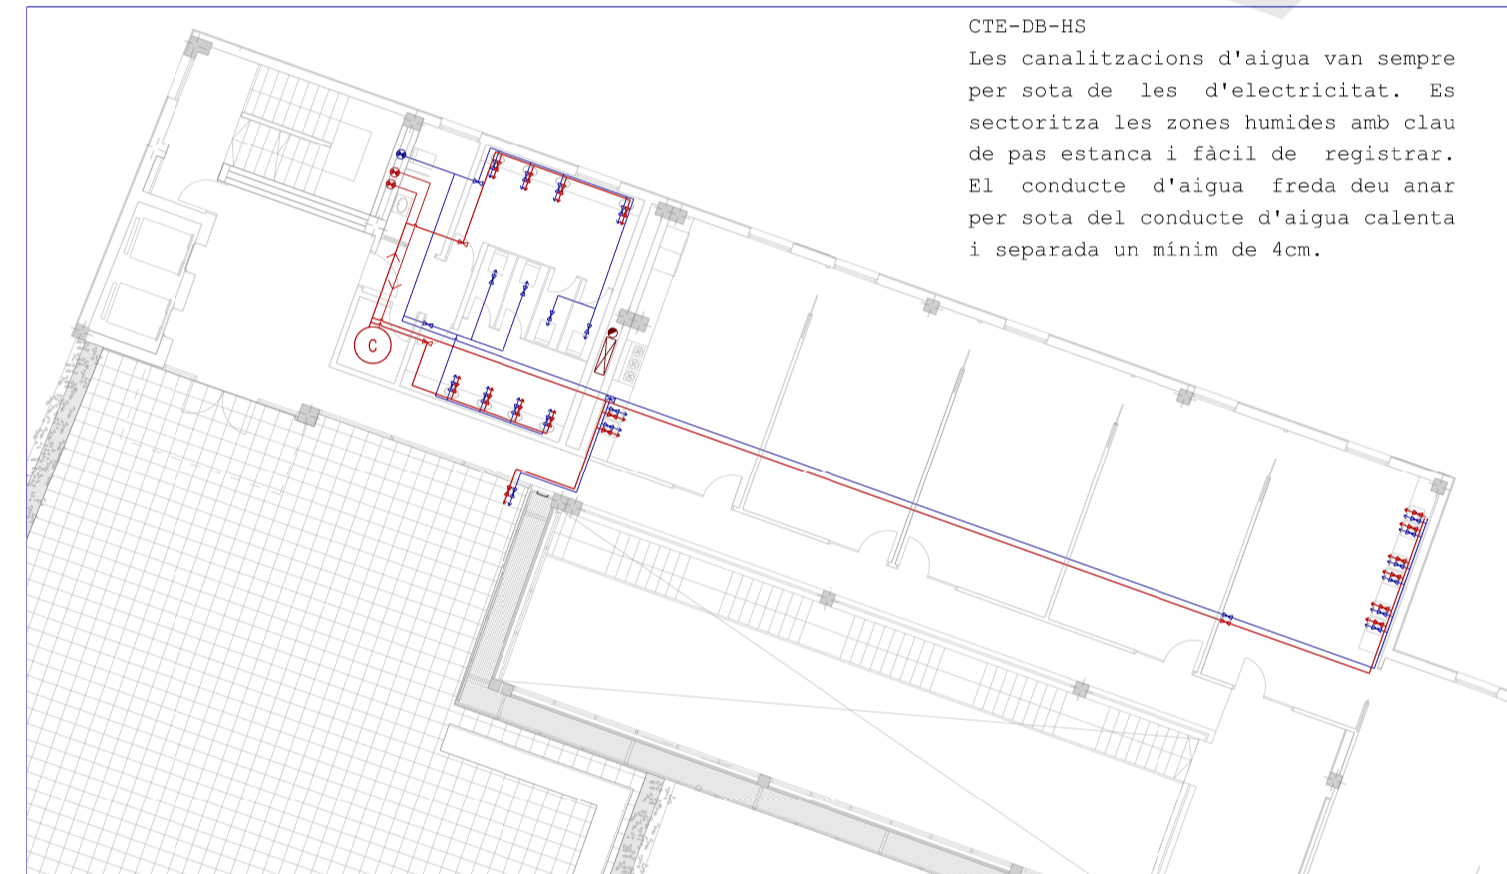 CTE-DB-HS
Les canalitzacions d'aigua van sempre
per sota de les d'electricitat. Es
sectoritza les zones humides amb clau
de pas estanca i fàcil de registrar.
El conducte d'aigua freda deu anar
per sota del conducte d'aigua calenta
i separada un mínim de 4cm.
C